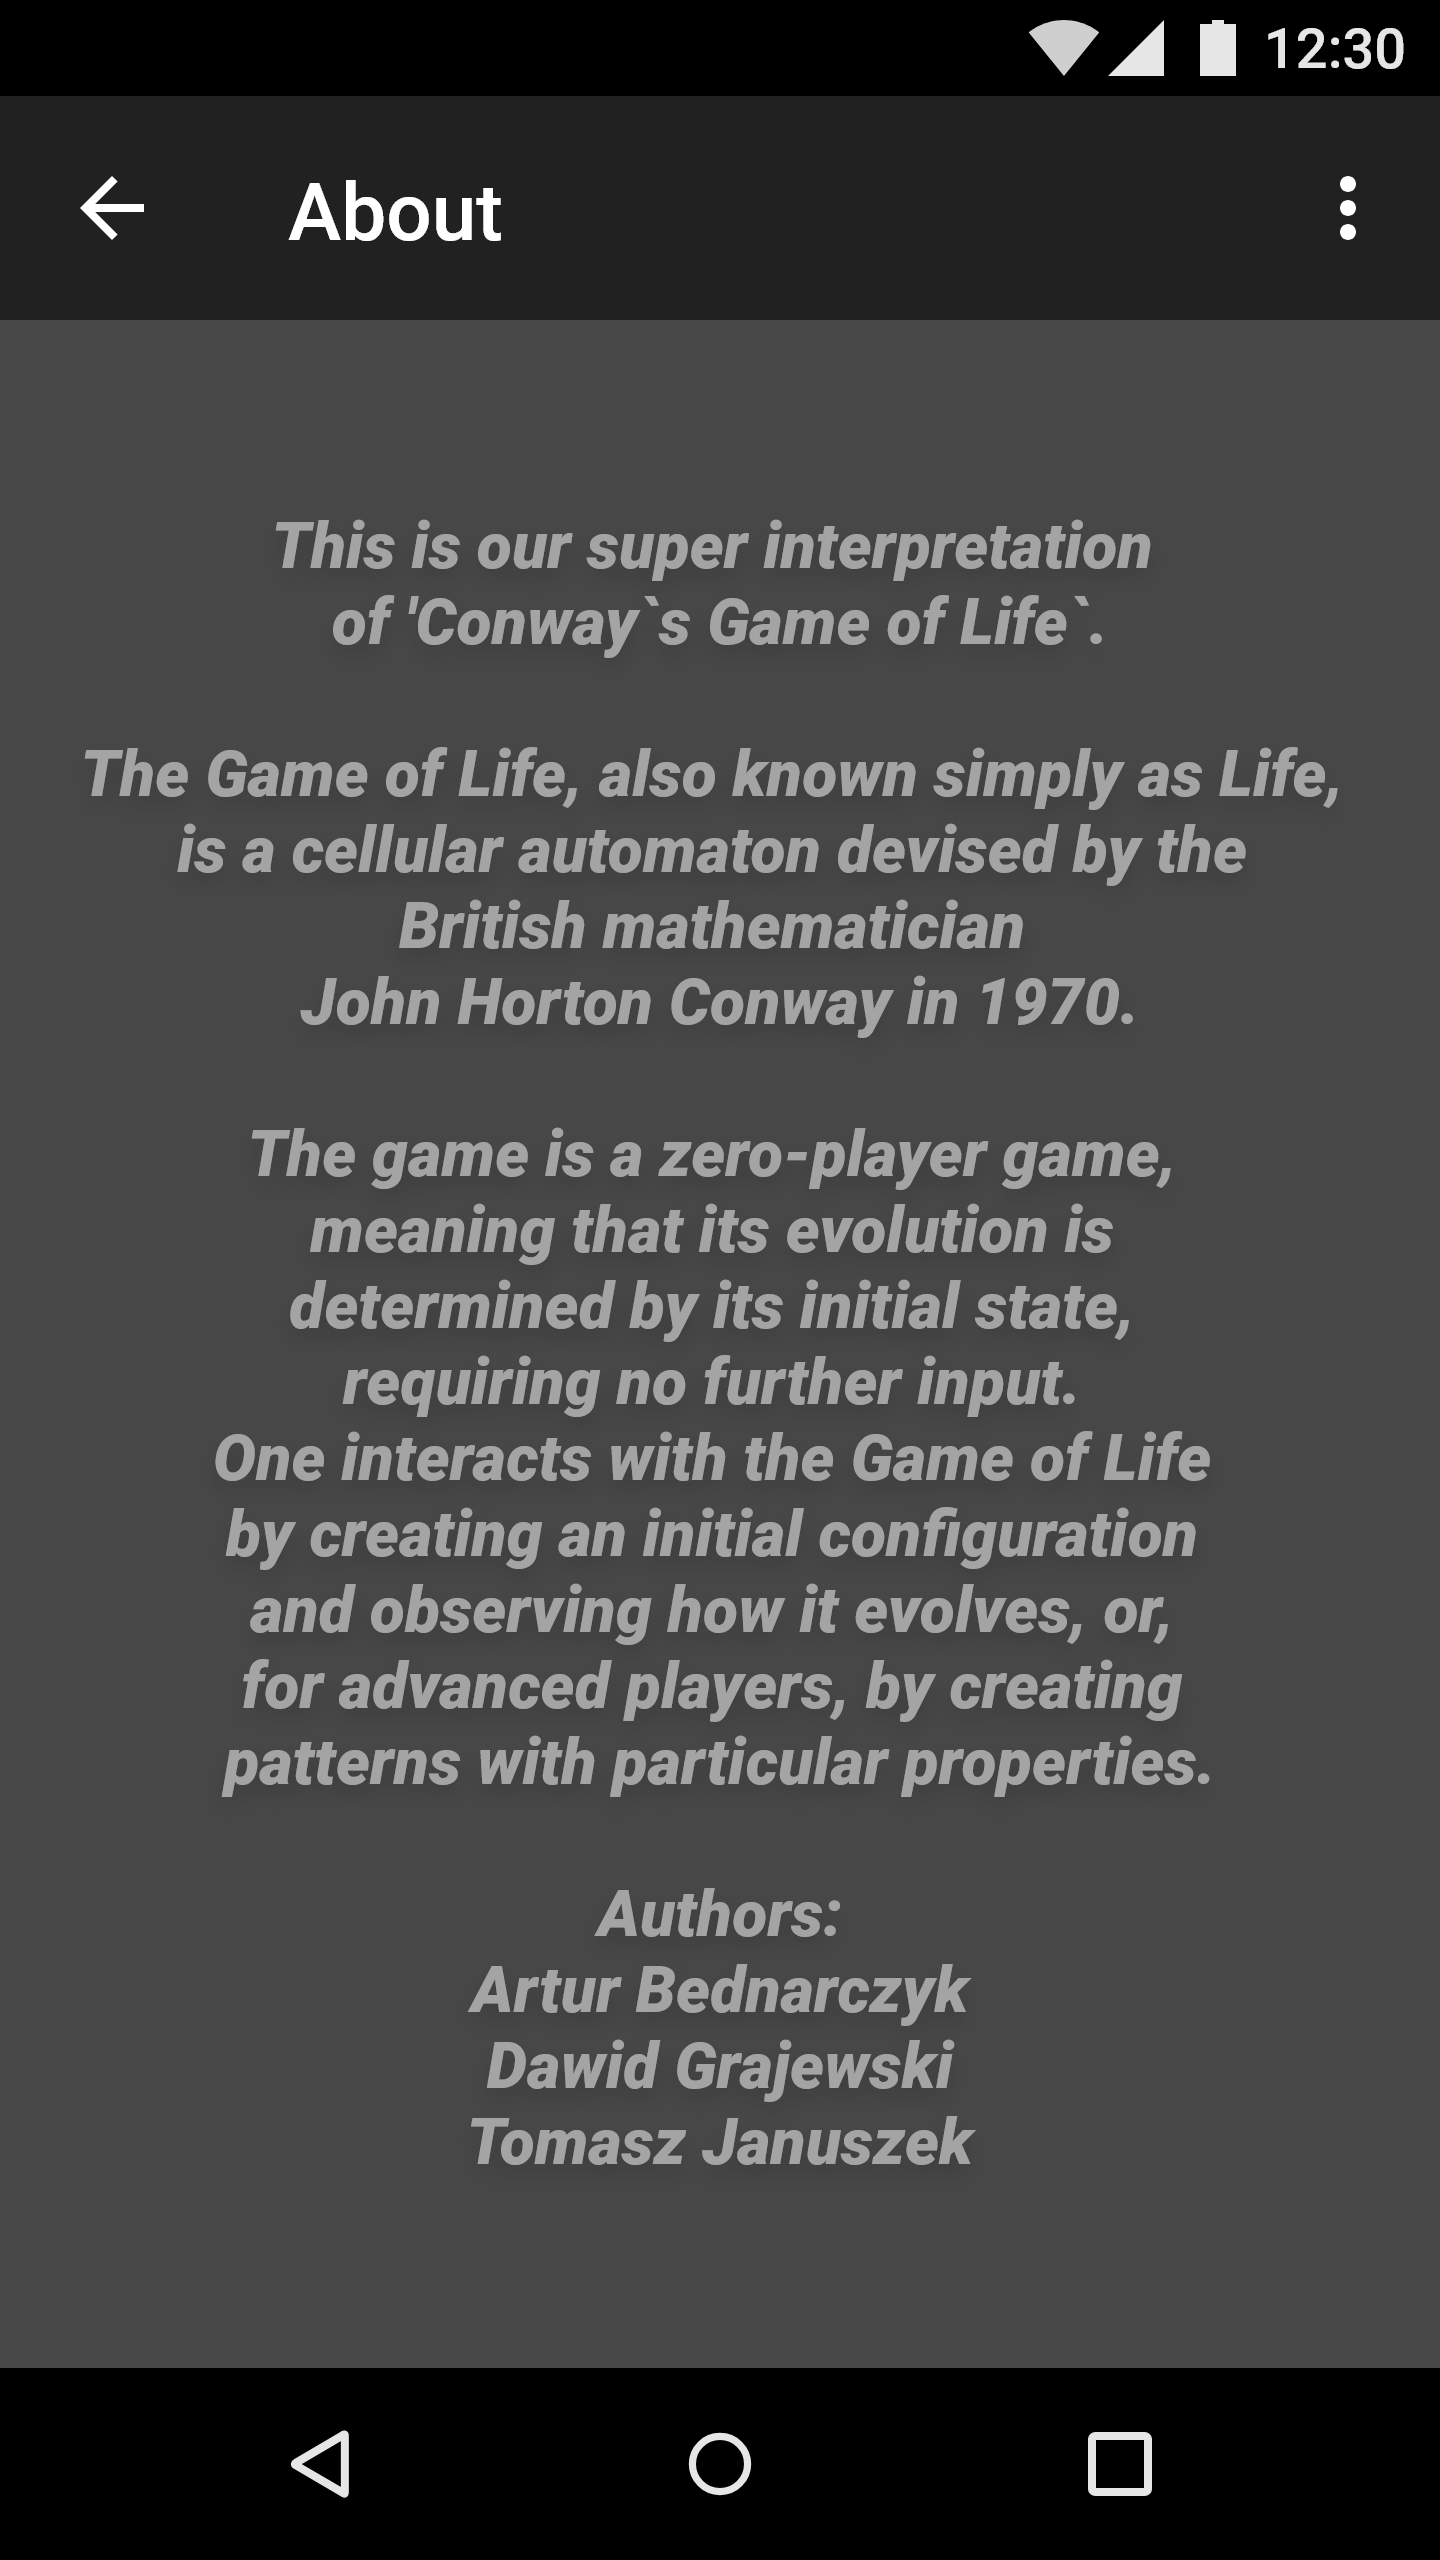 12:30
About
This is our super interpretation
of 'Conway`s Game of Life`.
The Game of Life, also known simply as Life,
is a cellular automaton devised by the
British mathematician
John Horton Conway in 1970.
The game is a zero-player game,
meaning that its evolution is
determined by its initial state,
requiring no further input.
One interacts with the Game of Life
by creating an initial configuration
and observing how it evolves, or,
for advanced players, by creating
patterns with particular properties.
Authors:
Artur Bednarczyk
Dawid Grajewski
Tomasz Januszek